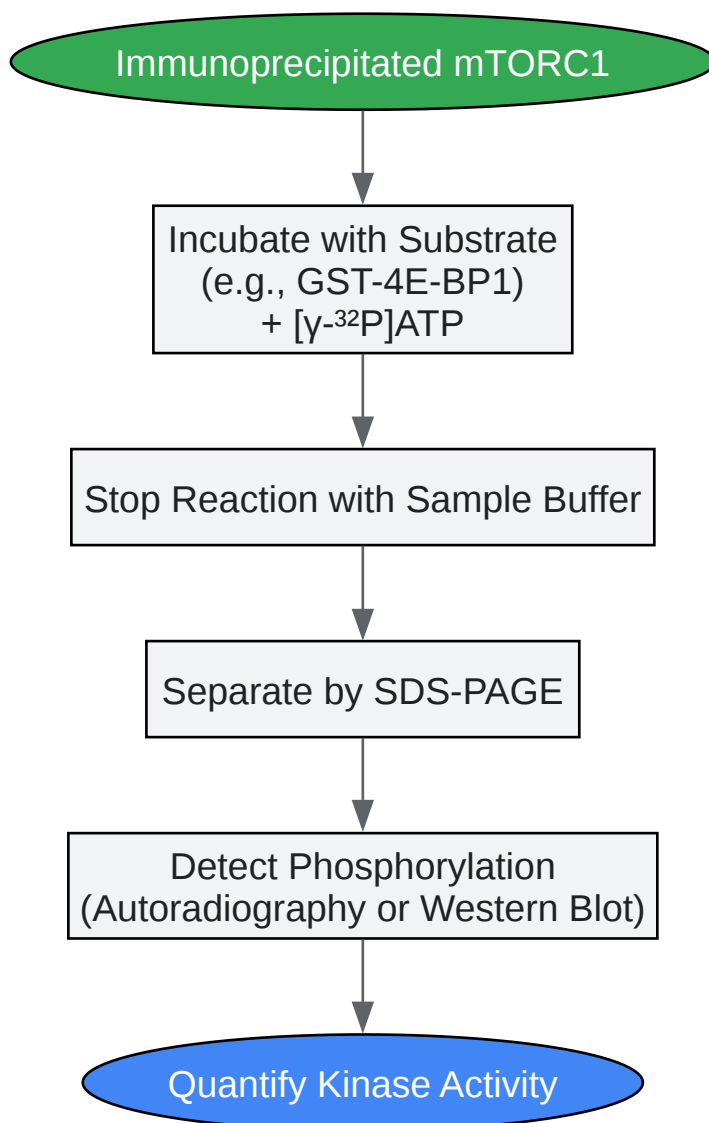 Immunoprecipitated mTORC1
Incubate with Substrate
(e.g., GST-4E-BP1)
+ [γ-³²P]ATP
Stop Reaction with Sample Buffer
Separate by SDS-PAGE
Detect Phosphorylation
(Autoradiography or Western Blot)
Quantify Kinase Activity